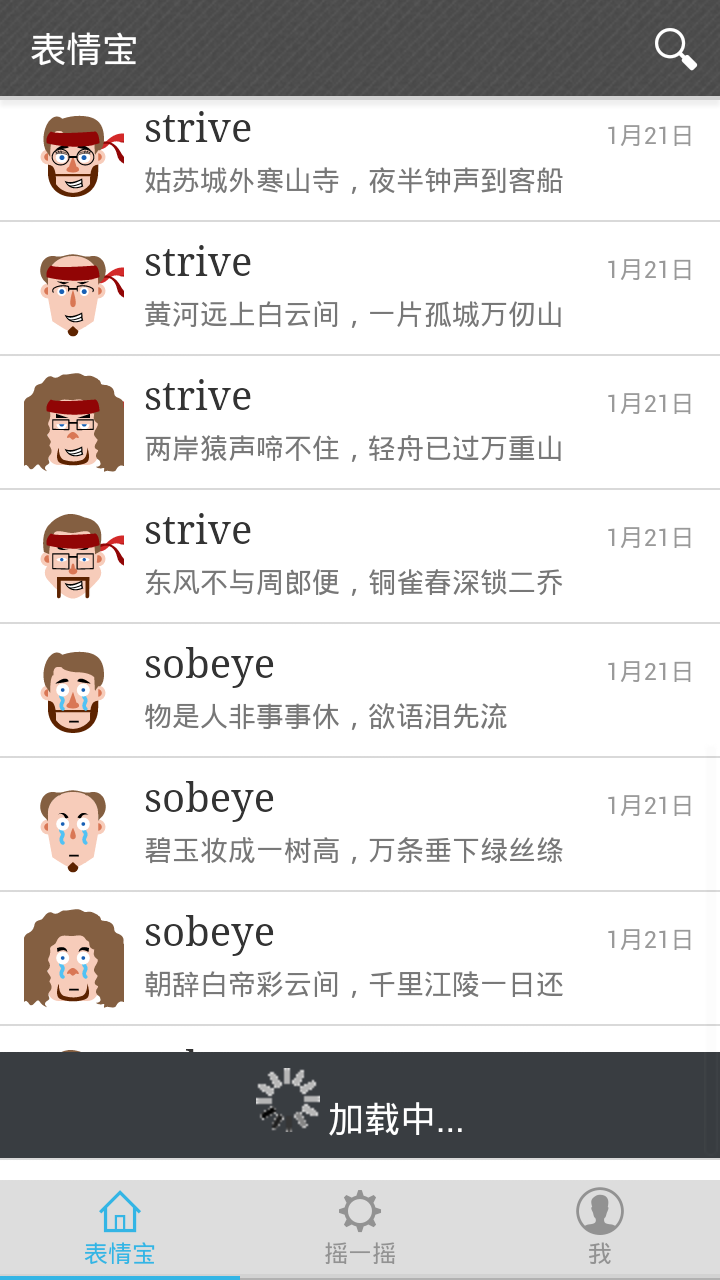 表情宝
strive
1月21日
姑苏城外寒山寺，夜半钟声到客船
strive
1月21日
黄河远上白云间，一片孤城万仞山
strive
1月21日
两岸猿声啼不住，轻舟已过万重山
strive
1月21日
东风不与周郎便，铜雀春深锁二乔
sobeye
1月21日
物是人非事事休，欲语泪先流
sobeye
1月21日
碧玉妆成一树高，万条垂下绿丝绦
sobeye
1月21日
朝辞白帝彩云间，千里江陵一日还
加载中...
表情宝
摇一摇
我